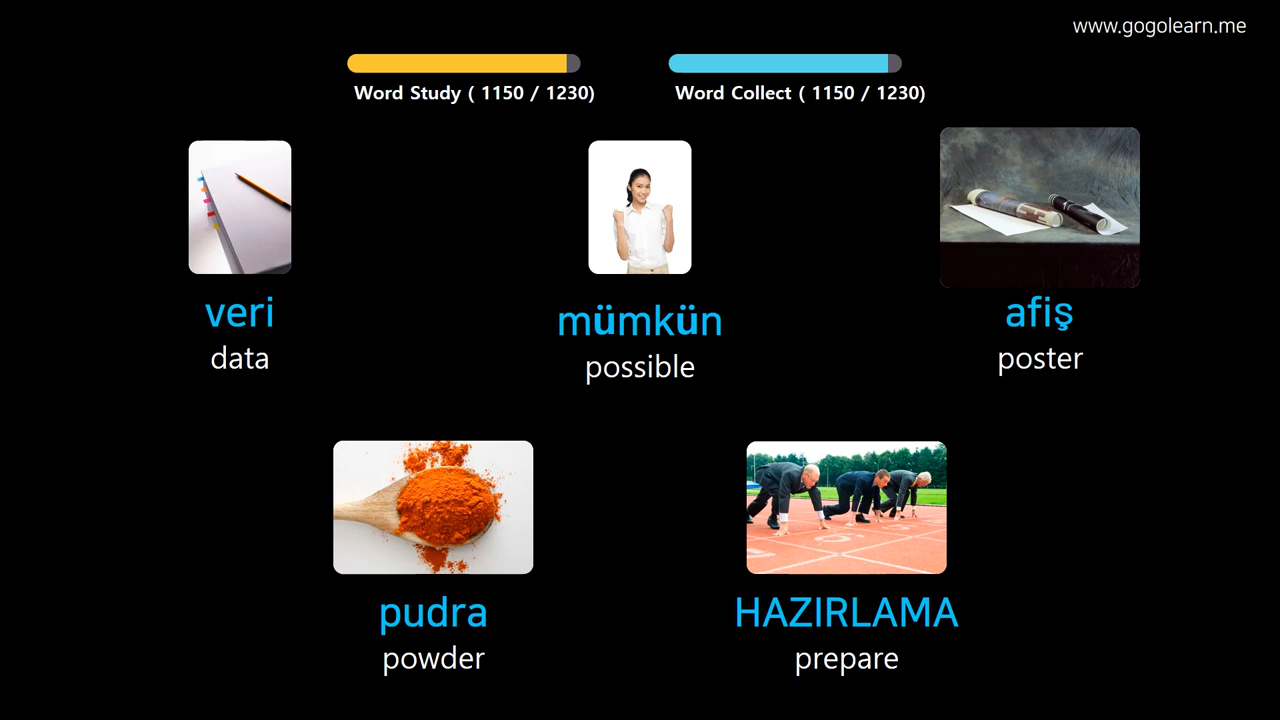 www.gogolearn.me
Word Study ( 1150 / 1230)
Word Collect ( 1150 / 1230)
veri
data
mümkün
possible
afiş
poster
pudra
powder
HAZIRLAMA
prepare